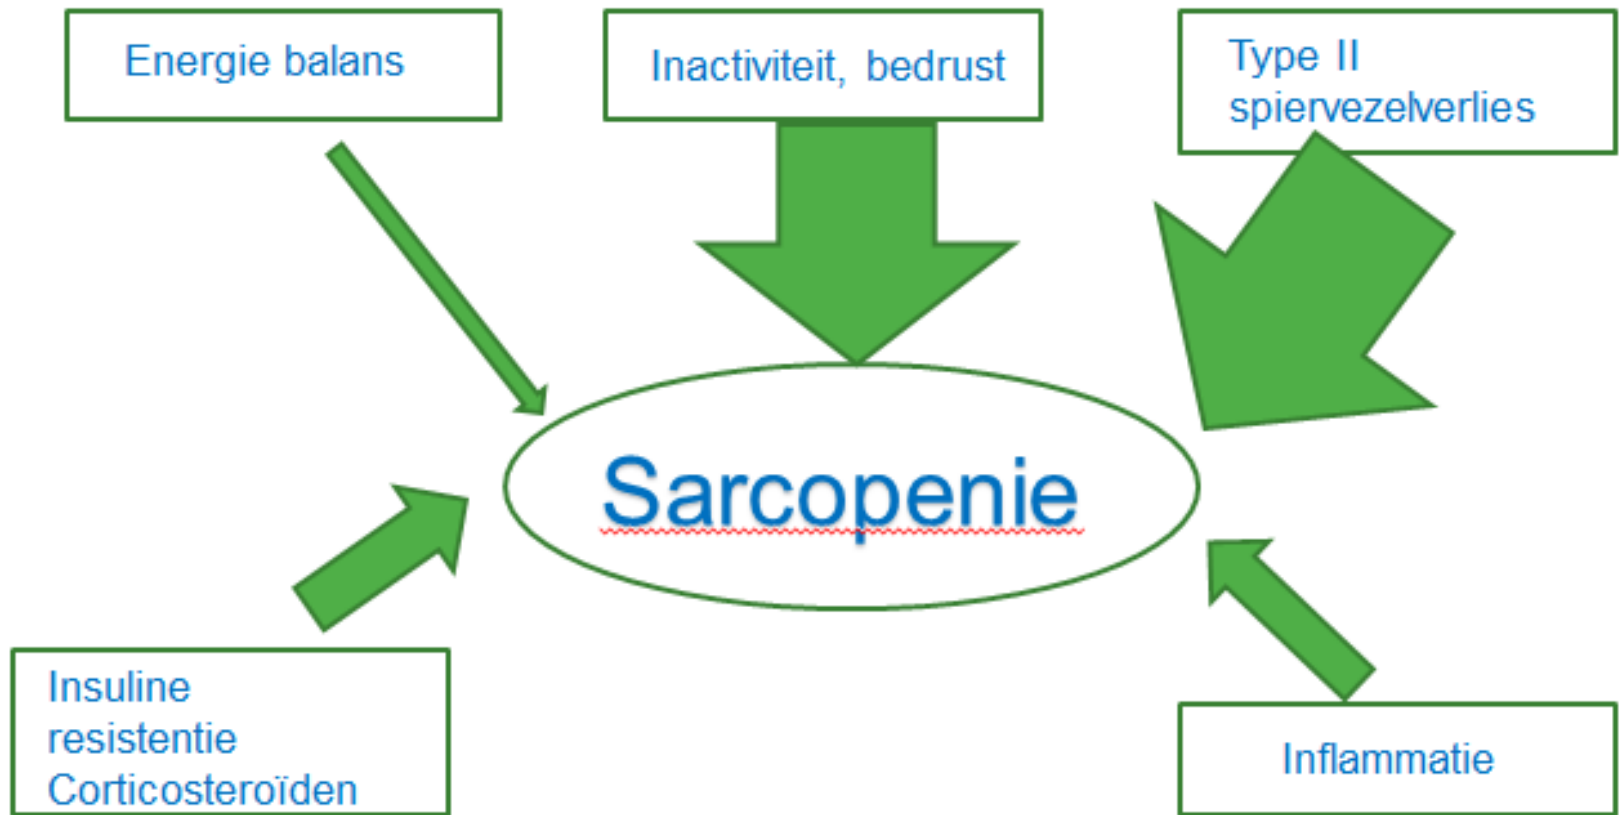 Energie balans
Inactiviteit, bedrust
Type II
spiervezelverlies
Sarcopenie
Insuline
resistentie
Corticosteroïden
Inflammatie